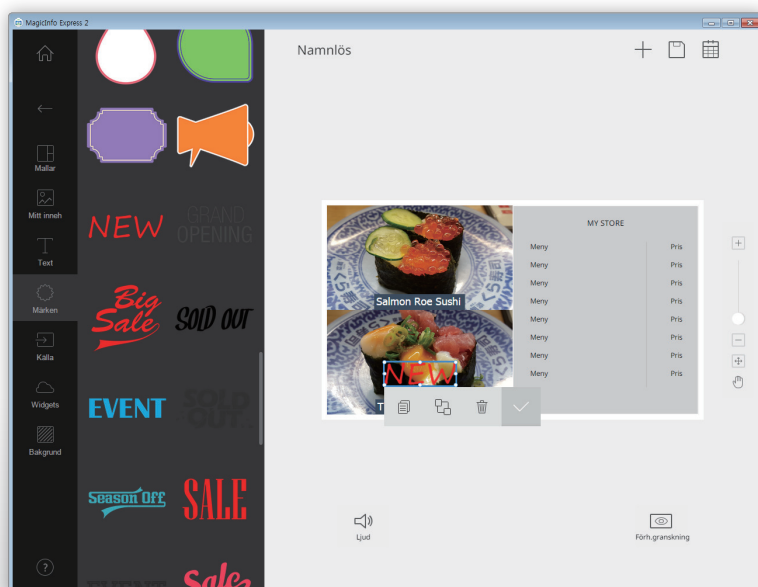 MagicInfo Express 2
Namnlös
Mallar
Mitt inneh
Text
Märken
Källa
Widgets
Bakgrund
?
NEW
GRAND
OPENING
Big
Sale
SOLD OUT
EVENT
SOLD
OUT
Season Off
SALE
EVENT
Sale
Salmon Roe Sushi
NEW
T
MY STORE
Meny Pris
Meny Pris
Meny Pris
Meny Pris
Meny Pris
Meny Pris
Meny Pris
Meny Pris
Ljud
Förh.granskning